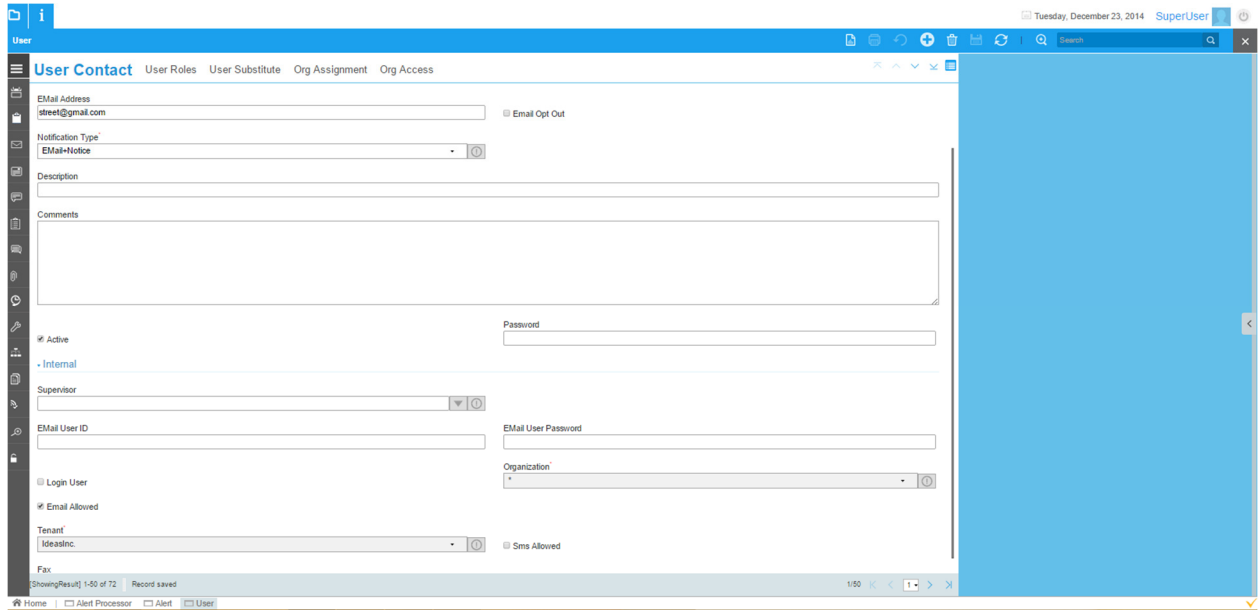 Tuesday, December 23, 2014 SuperUser
User
Search
User Contact User Roles User Substitute Org Assignment Org Access
EMail Address
street@gmail.com
Email Opt Out
Notification Type*
EMail+Notice
Description
Comments
Password
Active
Internal
Supervisor
EMail User ID EMail User Password
Organization*
*
Login User
Email Allowed
Tenant*
IdeasInc.
Sms Allowed
Fax
[ShowingResult] 1-50 of 72 Record saved 1/50 1
Home Alert Processor Alert User